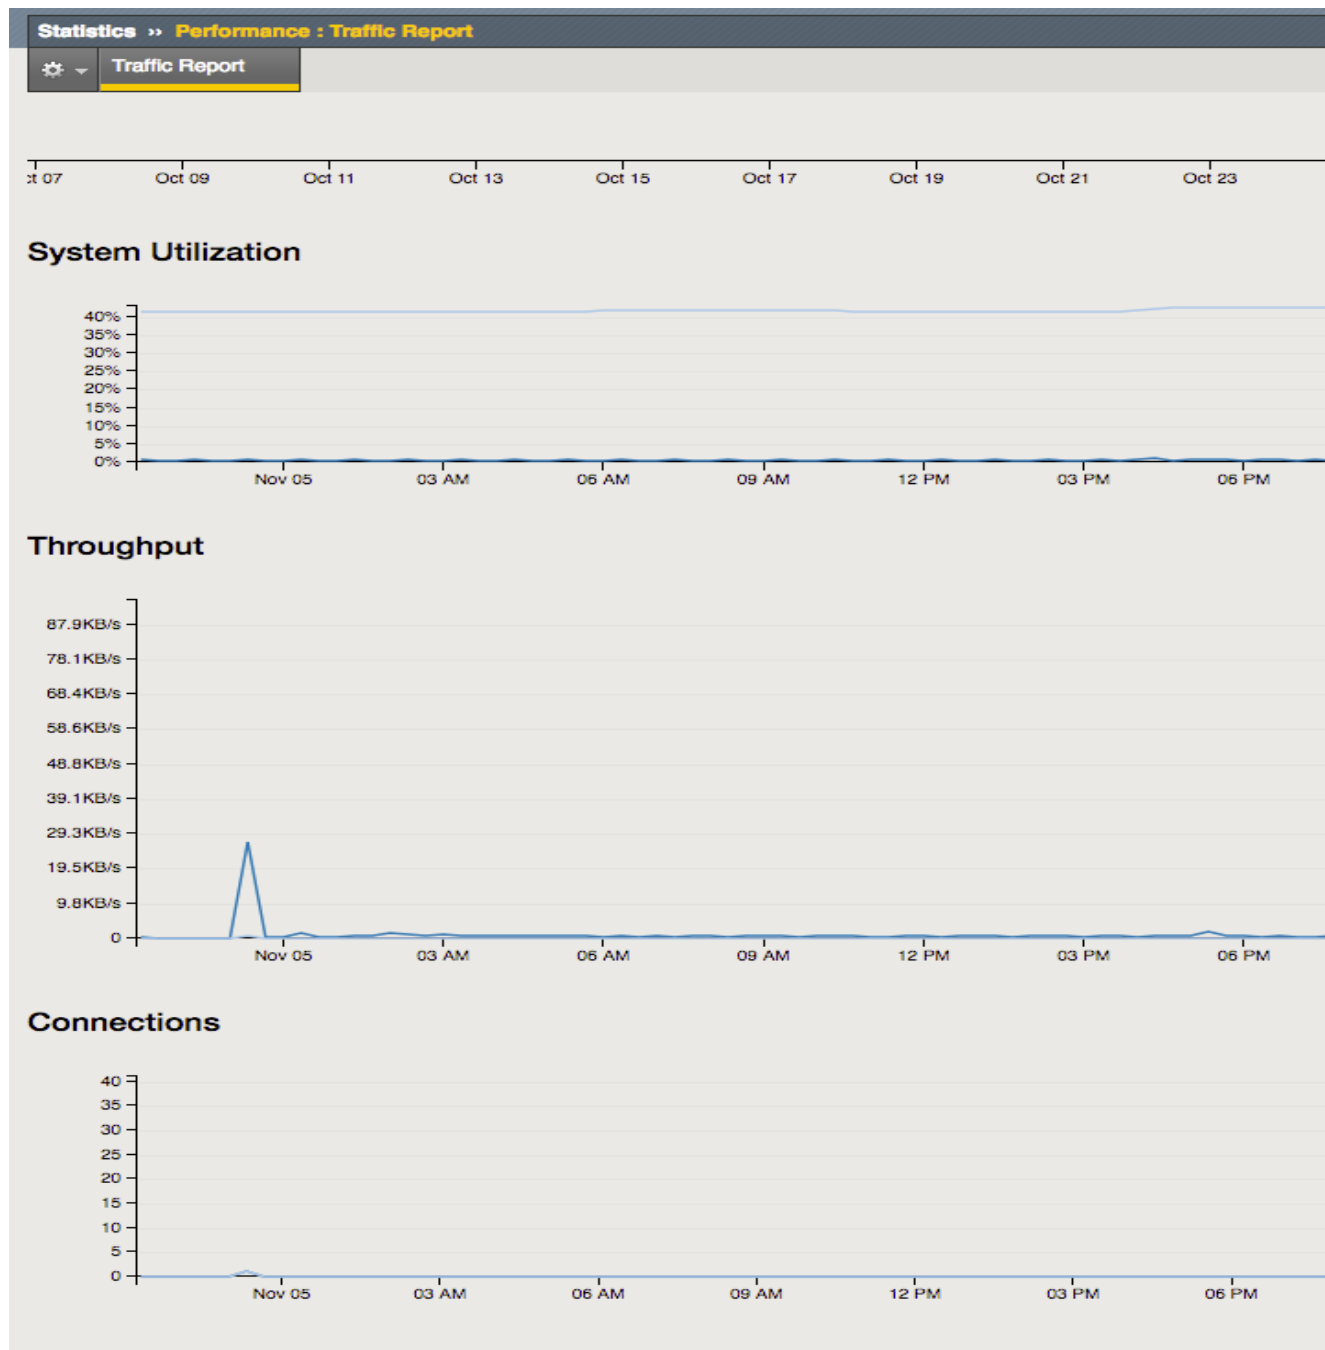 Statistics ›› Performance : Traffic Report
Traffic Report
ct 07 Oct 09 Oct 11 Oct 13 Oct 15 Oct 17 Oct 19 Oct 21 Oct 23
System Utilization
40%
35%
30%
25%
20%
15%
10%
5%
0%
Nov 05 03 AM 06 AM 09 AM 12 PM 03 PM 06 PM
Throughput
87.9KB/s
78.1KB/s
68.4KB/s
58.6KB/s
48.8KB/s
39.1KB/s
29.3KB/s
19.5KB/s
9.8KB/s
0
Nov 05 03 AM 06 AM 09 AM 12 PM 03 PM 06 PM
Connections
40
35
30
25
20
15
10
5
0
Nov 05 03 AM 06 AM 09 AM 12 PM 03 PM 06 PM